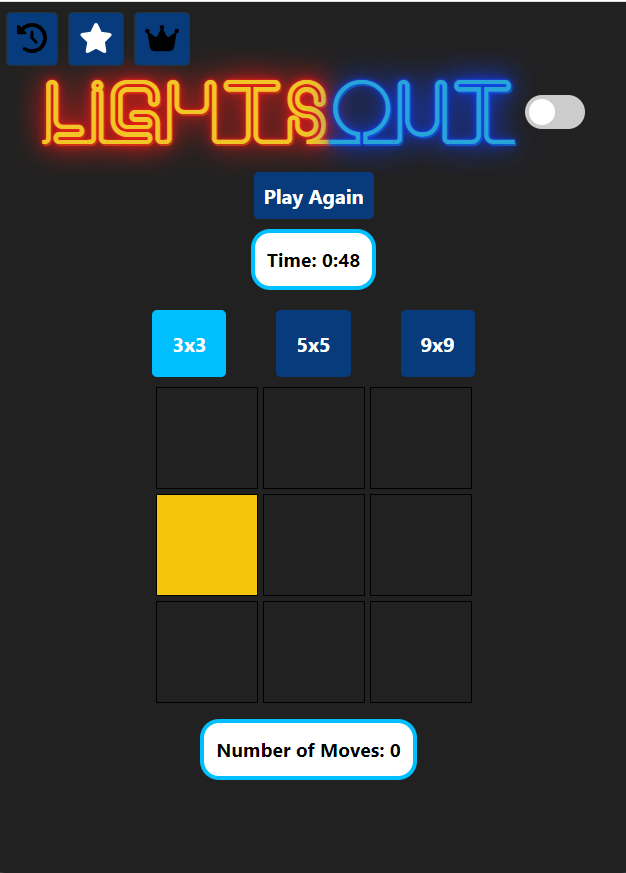 LIGHTSOUT
Play Again
Time: 0:48
3x3 5x5 9x9
Number of Moves: 0